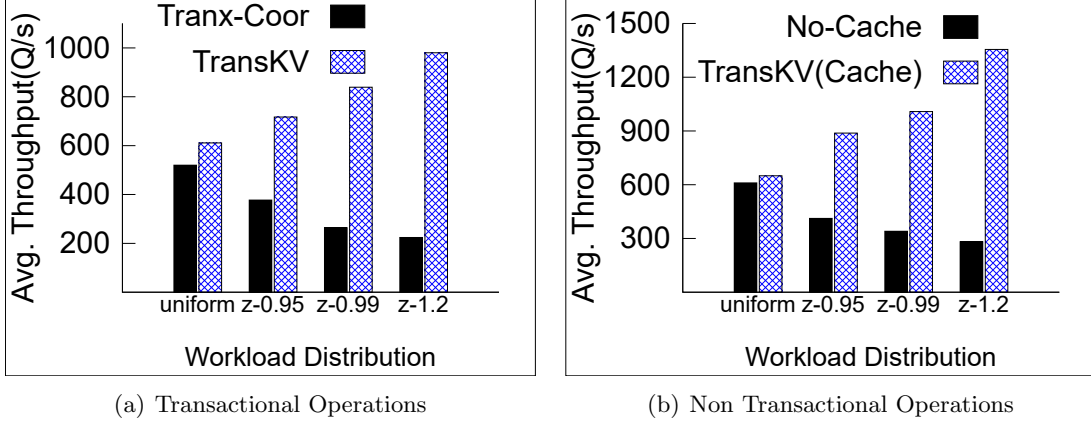 Avg. Throughput(Q/s)
Tranx-Coor
TransKV
1000
800
600
400
200
uniform z-0.95 z-0.99 z-1.2
Workload Distribution
(a) Transactional Operations
Avg. Throughput(Q/s)
No-Cache
TransKV(Cache)
1500
1200
900
600
300
uniform z-0.95 z-0.99 z-1.2
Workload Distribution
(b) Non Transactional Operations